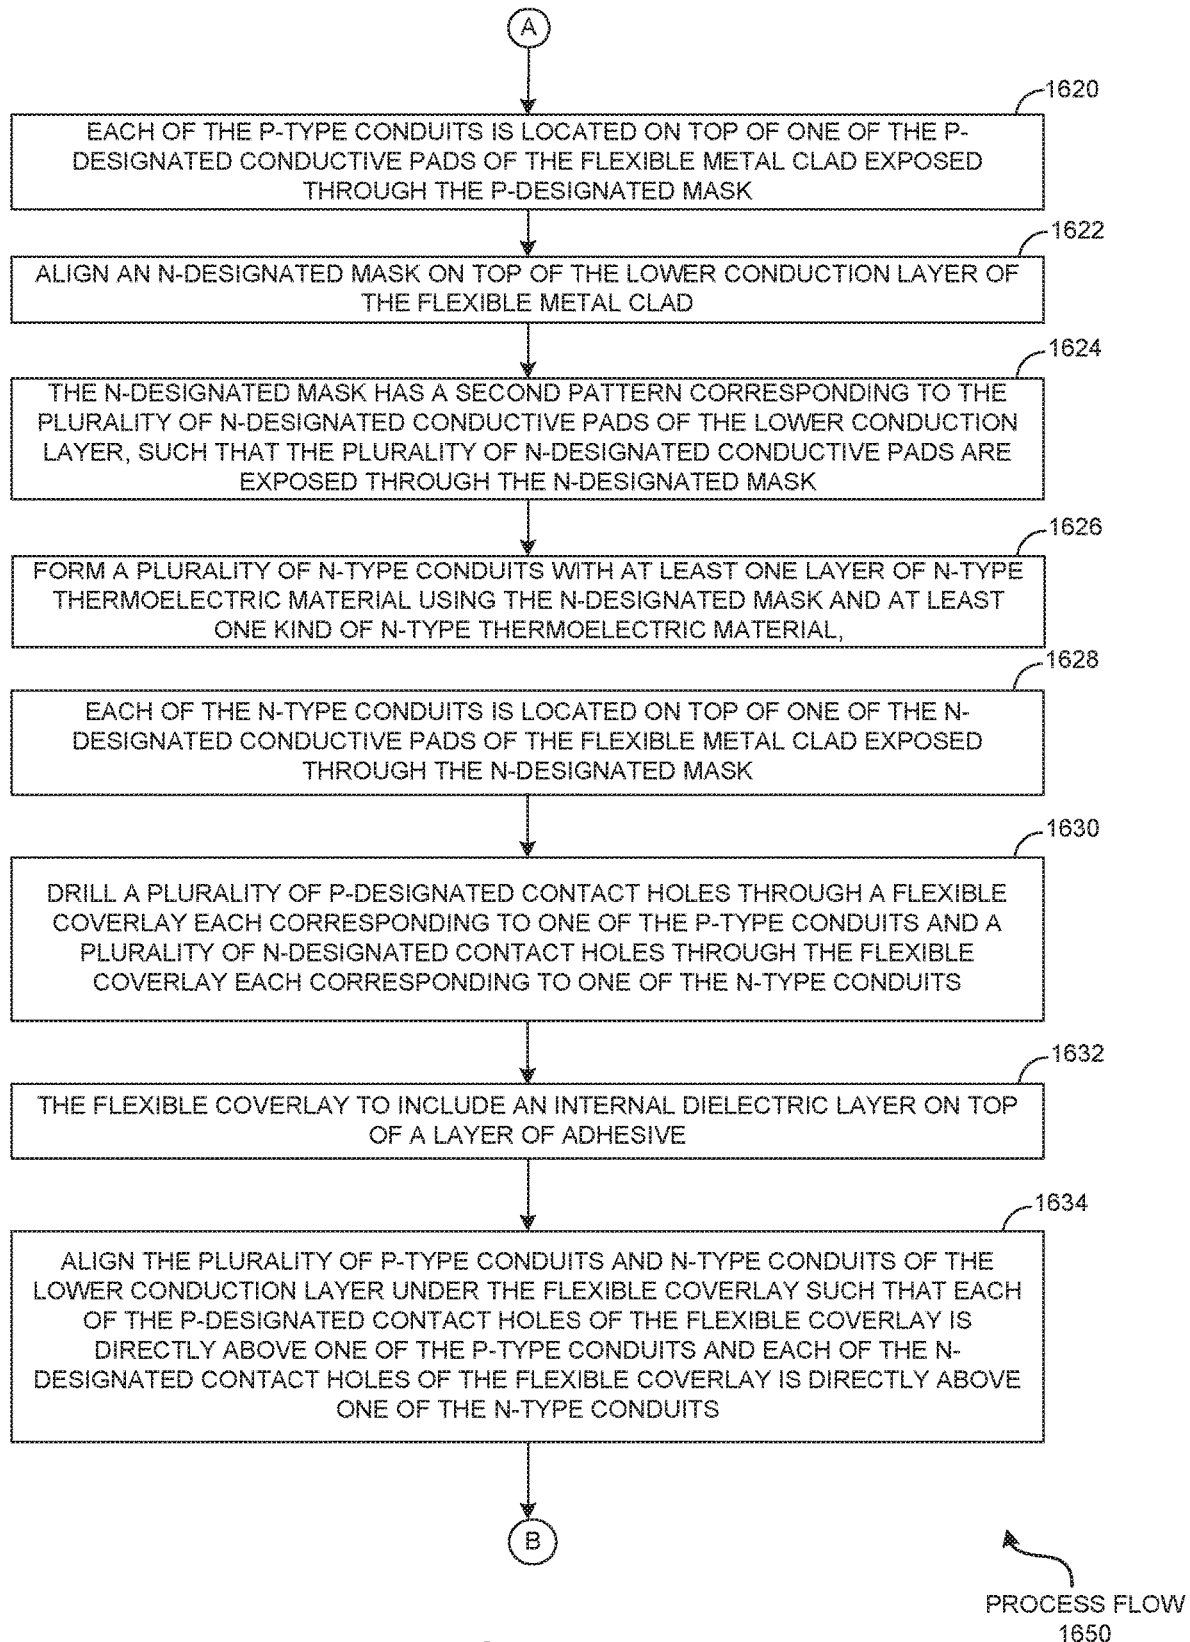 A
1620
EACH OF THE P-TYPE CONDUITS IS LOCATED ON TOP OF ONE OF THE P-
DESIGNATED CONDUCTIVE PADS OF THE FLEXIBLE METAL CLAD EXPOSED
THROUGH THE P-DESIGNATED MASK
1622
ALIGN AN N-DESIGNATED MASK ON TOP OF THE LOWER CONDUCTION LAYER OF
THE FLEXIBLE METAL CLAD
1624
THE N-DESIGNATED MASK HAS A SECOND PATTERN CORRESPONDING TO THE
PLURALITY OF N-DESIGNATED CONDUCTIVE PADS OF THE LOWER CONDUCTION
LAYER, SUCH THAT THE PLURALITY OF N-DESIGNATED CONDUCTIVE PADS ARE
EXPOSED THROUGH THE N-DESIGNATED MASK
1626
FORM A PLURALITY OF N-TYPE CONDUITS WITH AT LEAST ONE LAYER OF N-TYPE
THERMOELECTRIC MATERIAL USING THE N-DESIGNATED MASK AND AT LEAST
ONE KIND OF N-TYPE THERMOELECTRIC MATERIAL,
1628
EACH OF THE N-TYPE CONDUITS IS LOCATED ON TOP OF ONE OF THE N-
DESIGNATED CONDUCTIVE PADS OF THE FLEXIBLE METAL CLAD EXPOSED
THROUGH THE N-DESIGNATED MASK
1630
DRILL A PLURALITY OF P-DESIGNATED CONTACT HOLES THROUGH A FLEXIBLE
COVERLAY EACH CORRESPONDING TO ONE OF THE P-TYPE CONDUITS AND A
PLURALITY OF N-DESIGNATED CONTACT HOLES THROUGH THE FLEXIBLE
COVERLAY EACH CORRESPONDING TO ONE OF THE N-TYPE CONDUITS
1632
THE FLEXIBLE COVERLAY TO INCLUDE AN INTERNAL DIELECTRIC LAYER ON TOP
OF A LAYER OF ADHESIVE
1634
ALIGN THE PLURALITY OF P-TYPE CONDUITS AND N-TYPE CONDUITS OF THE
LOWER CONDUCTION LAYER UNDER THE FLEXIBLE COVERLAY SUCH THAT EACH
OF THE P-DESIGNATED CONTACT HOLES OF THE FLEXIBLE COVERLAY IS
DIRECTLY ABOVE ONE OF THE P-TYPE CONDUITS AND EACH OF THE N-
DESIGNATED CONTACT HOLES OF THE FLEXIBLE COVERLAY IS DIRECTLY ABOVE
ONE OF THE N-TYPE CONDUITS
B
PROCESS FLOW
1650